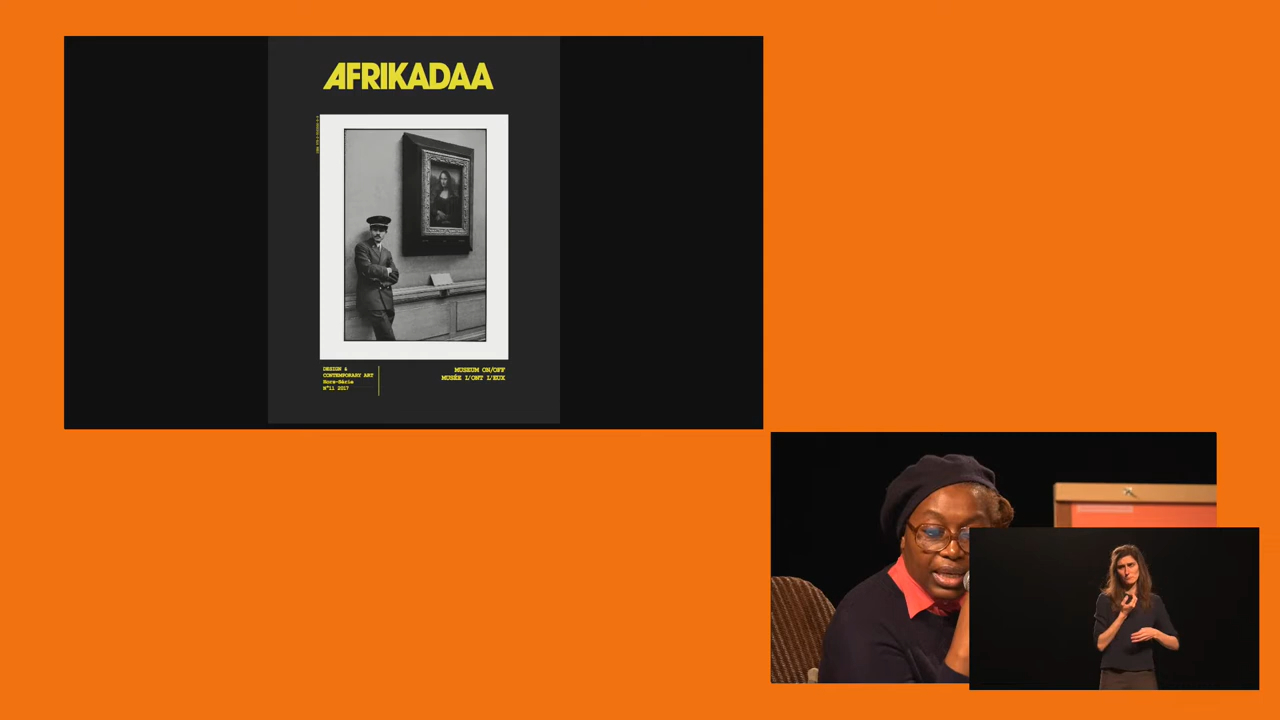 AFRIKADAA
DESIGN &
CONTEMPORARY ART
Hors-Série
N°11 2017
MUSEUM ON/OFF
MUSÉE L'ONT L'EUX